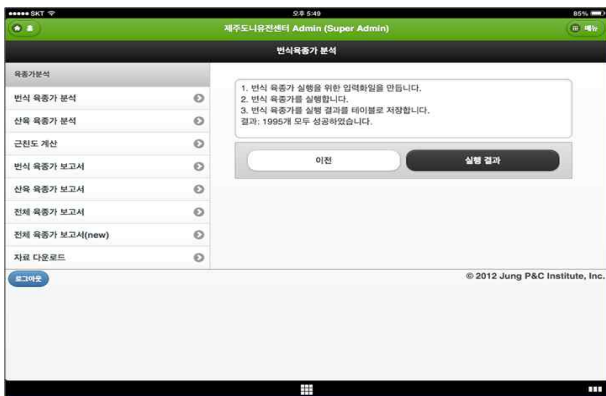 SKT
오후 5:49
85%
홈
제주도니유전센터 Admin (Super Admin)
메뉴
번식육종가 분석
육종가분석
번식 육종가 분석
산육 육종가 분석
근친도 계산
번식 육종가 보고서
산육 육종가 보고서
전체 육종가 보고서
전체 육종가 보고서(new)
자료 다운로드
1. 번식 육종가 실행을 위한 입력화일을 만듭니다.
2. 번식 육종가를 실행합니다.
3. 번식 육종가를 실행 결과를 테이블로 저장합니다.
결과: 1995개 모두 성공하였습니다.
이전
실행 결과
로그아웃
© 2012 Jung P&C Institute, Inc.